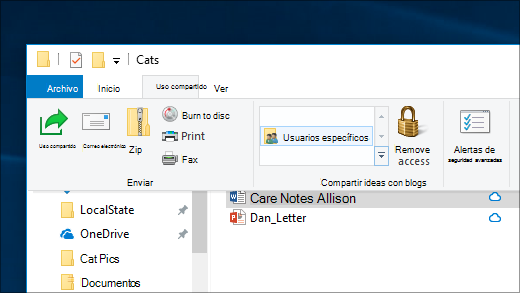 Cats
Archivo
Inicio
Uso compartido
Ver
Uso compartido
Correo electrónico
Zip
Burn to disc
Print
Fax
Enviar
Usuarios específicos
Remove
access
Compartir ideas con blogs
Alertas de
seguridad avanzadas
LocalState
OneDrive
Cat Pics
Documentos
Care Notes Allison
Dan_Letter